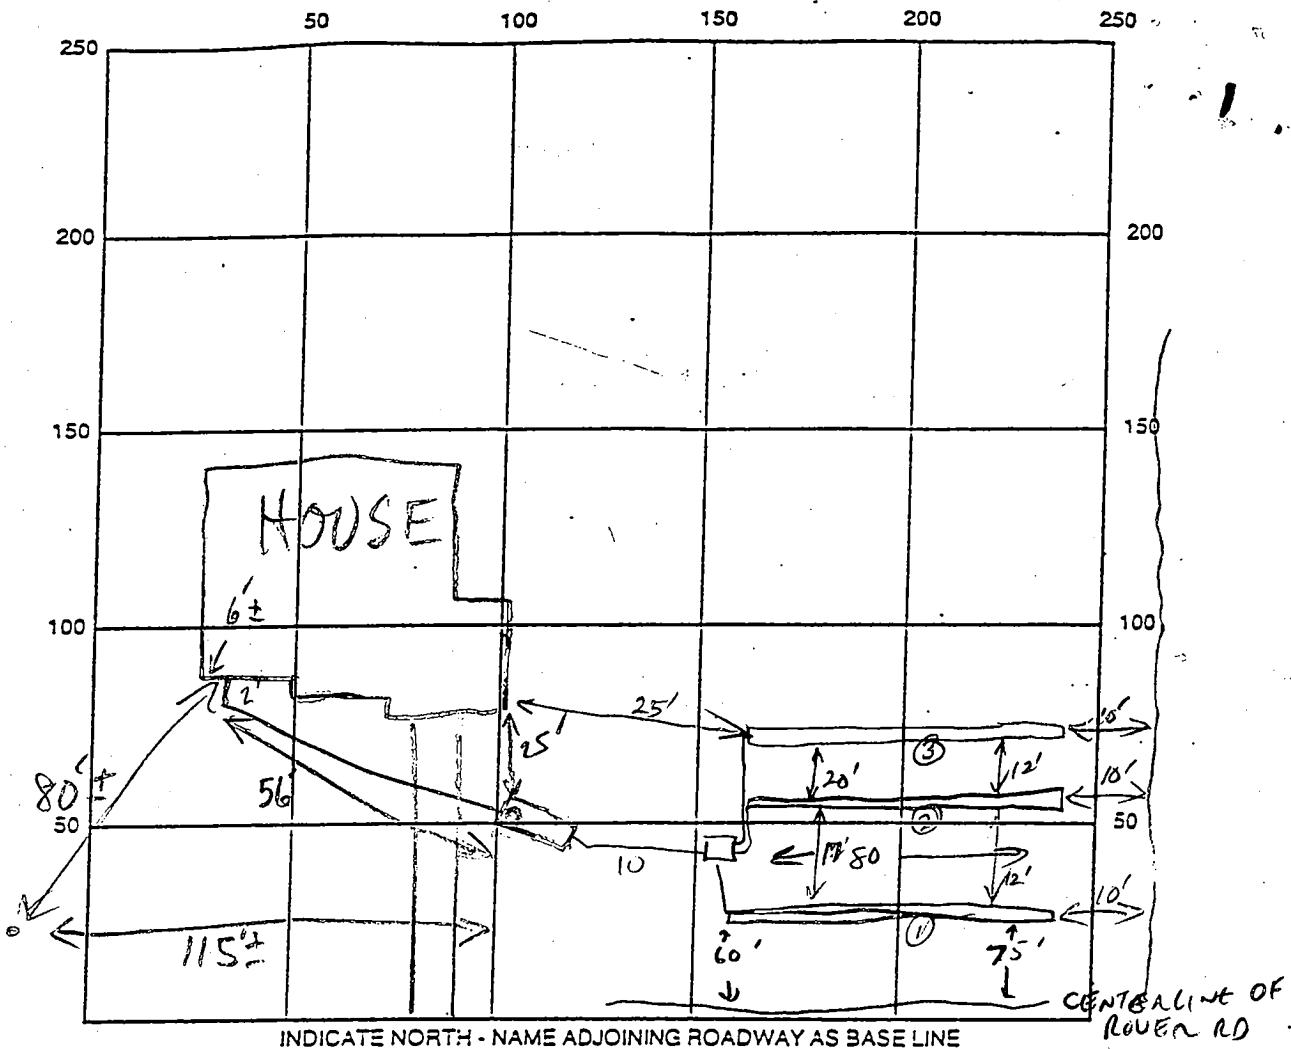 50 100 150 200 250
250
200 200
150 150
HOUSE
6'±
100 100
2'
25' 25' 10'
③
20' 12'
80'± 56' 10'
②
50 50
10 80
12'
10'
①
115'± 60' 75'
CENTERLINE OF
ROVER RD
INDICATE NORTH - NAME ADJOINING ROADWAY AS BASE LINE